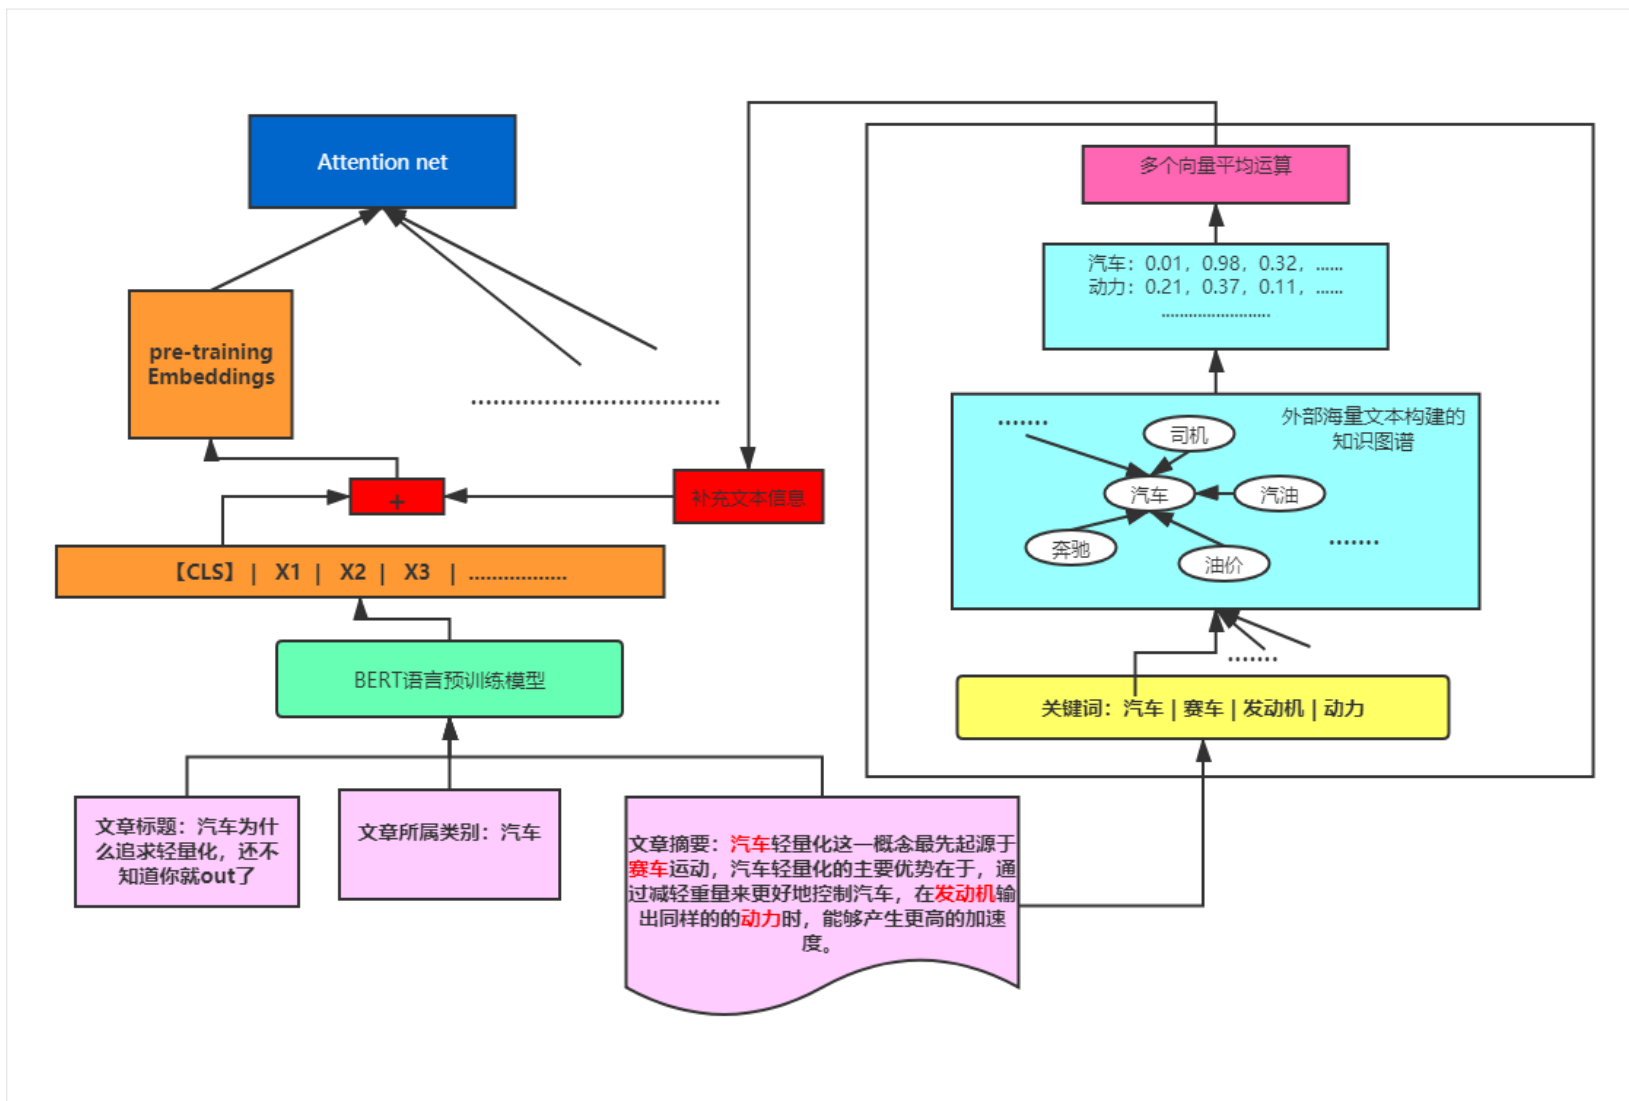 Attention net
多个向量平均运算
汽车：0.01，0.98，0.32，......
动力：0.21，0.37，0.11，......
........................
pre-training
Embeddings
...............................
外部海量文本构建的
知识图谱
.......
司机
汽车
汽油
奔驰
油价
.......
+
补充文本信息
【CLS】 | X1 | X2 | X3 | .................
BERT语言预训练模型
.......
关键词：汽车 | 赛车 | 发动机 | 动力
文章标题：汽车为什
么追求轻量化，还不
知道你就out了
文章所属类别：汽车
文章摘要：汽车轻量化这一概念最先起源于
赛车运动，汽车轻量化的主要优势在于，通
过减轻重量来更好地控制汽车，在发动机输
出同样的的动力时，能够产生更高的加速
度。